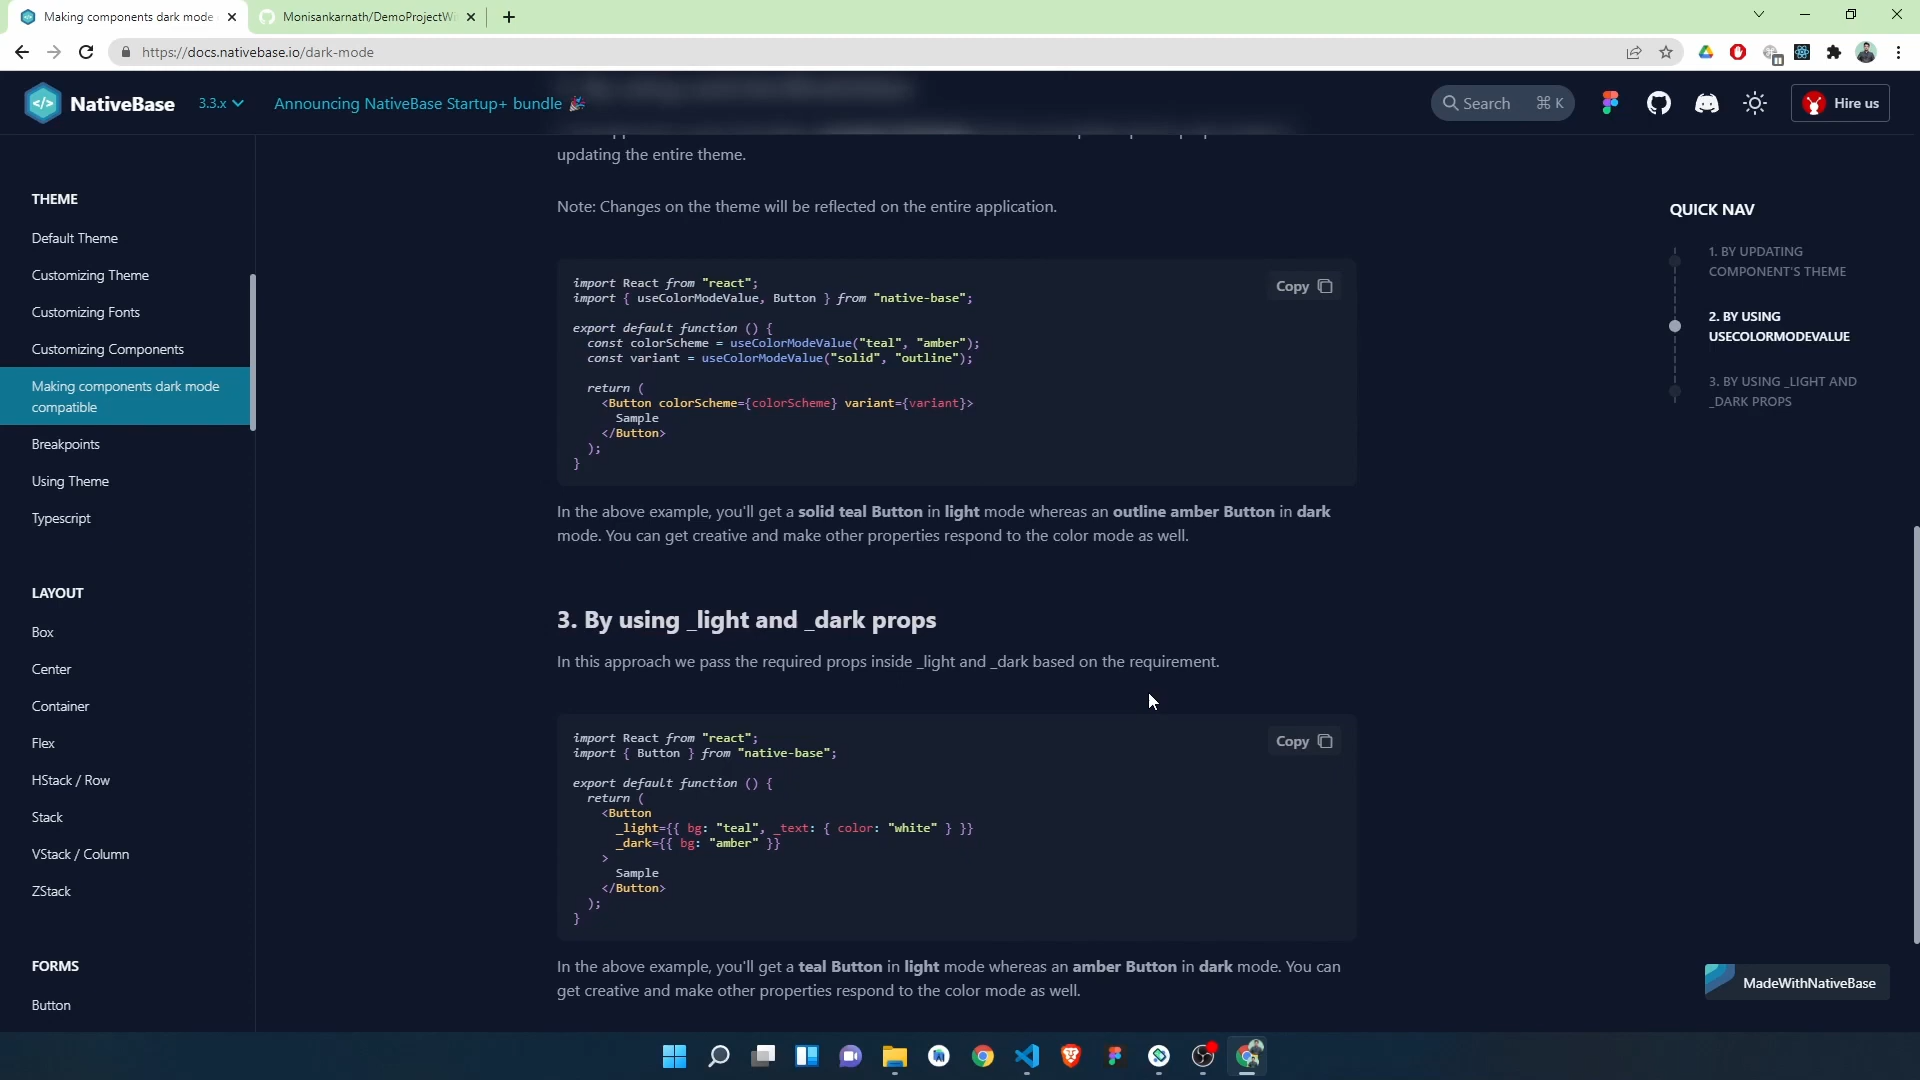 Making components dark mode
Monisankarnath/DemoProjectWi
https://docs.nativebase.io/dark-mode
NativeBase
3.3.x
Announcing NativeBase Startup+ bundle 🎉
Search
⌘ K
Hire us
THEME
Default Theme
Customizing Theme
Customizing Fonts
Customizing Components
Making components dark mode
compatible
Breakpoints
Using Theme
Typescript
LAYOUT
Box
Center
Container
Flex
HStack / Row
Stack
VStack / Column
ZStack
FORMS
Button
updating the entire theme.
Note: Changes on the theme will be reflected on the entire application.
Copy
import React from "react";
import { useColorModeValue, Button } from "native-base";
export default function () {
const colorScheme = useColorModeValue("teal", "amber");
const variant = useColorModeValue("solid", "outline");
return (
<Button colorScheme={colorScheme} variant={variant}>
Sample
</Button>
);
}
In the above example, you'll get a solid teal Button in light mode whereas an outline amber Button in dark
mode. You can get creative and make other properties respond to the color mode as well.
3. By using _light and _dark props
In this approach we pass the required props inside _light and _dark based on the requirement.
Copy
import React from "react";
import { Button } from "native-base";
export default function () {
return (
<Button
_light={{ bg: "teal", _text: { color: "white" } }}
_dark={{ bg: "amber" }}
>
Sample
</Button>
);
}
In the above example, you'll get a teal Button in light mode whereas an amber Button in dark mode. You can
get creative and make other properties respond to the color mode as well.
QUICK NAV
1. BY UPDATING
COMPONENT'S THEME
2. BY USING
USECOLORMODEVALUE
3. BY USING _LIGHT AND
_DARK PROPS
MadeWithNativeBase